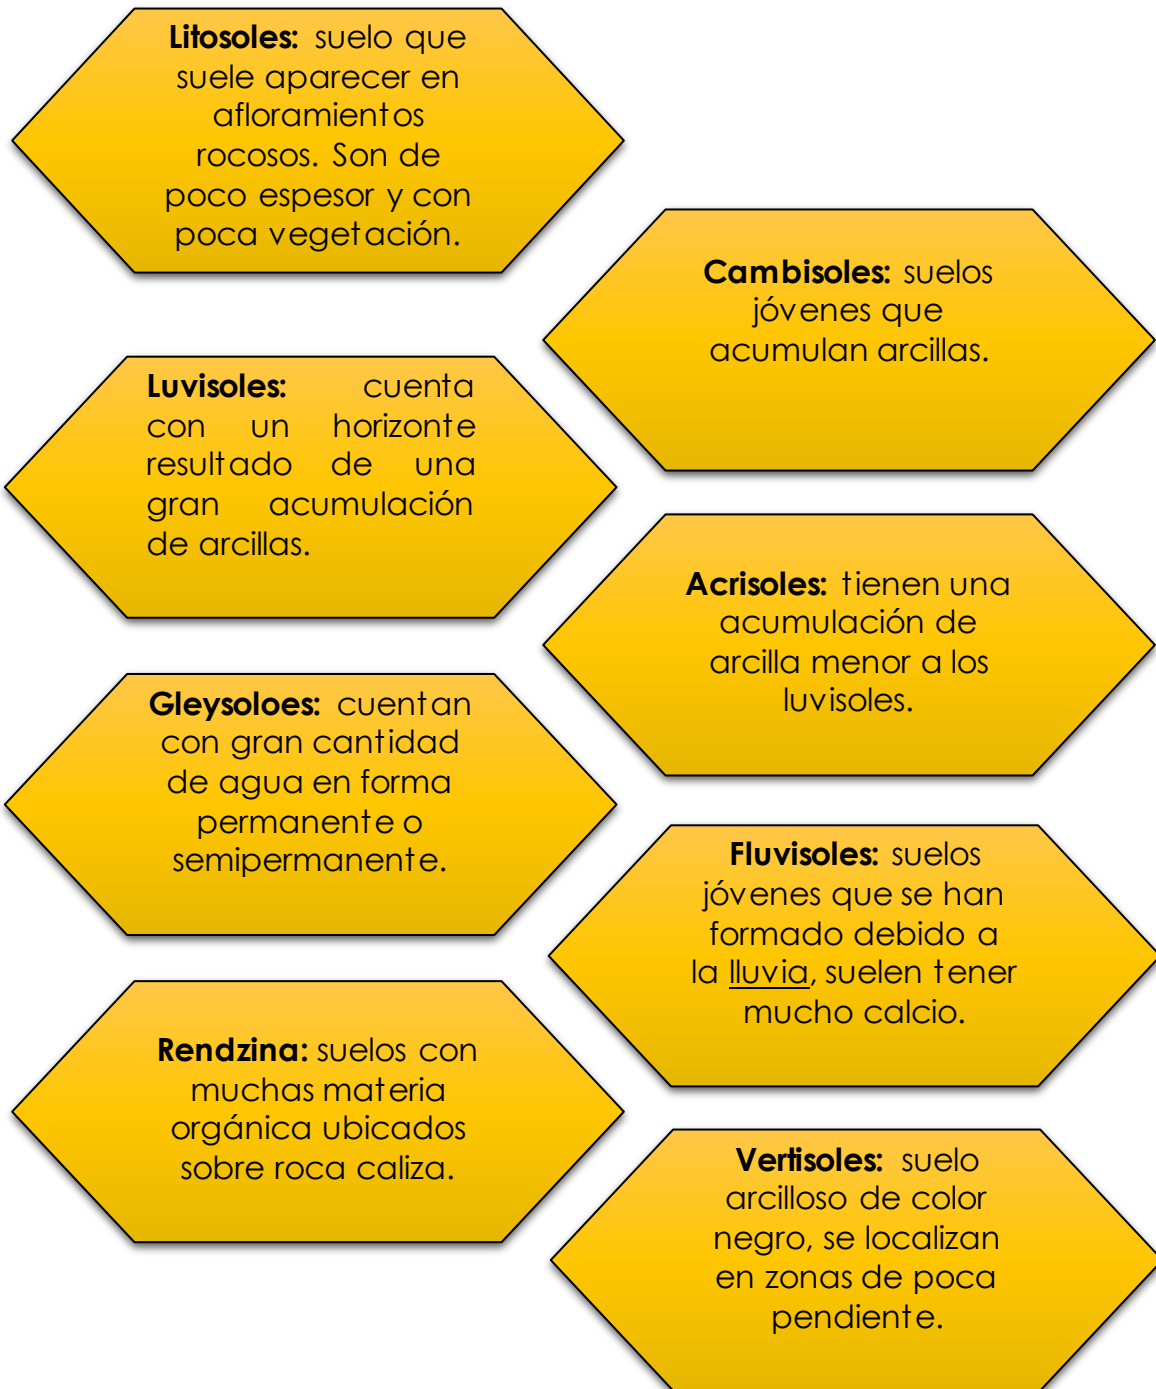 Litosoles: suelo que
suele aparecer en
afloramientos
rocosos. Son de
poco espesor y con
poca vegetación.
Cambisoles: suelos
jóvenes que
acumulan arcillas.
Luvisoles: cuenta
con un horizonte
resultado de una
gran acumulación
de arcillas.
Acrisoles: tienen una
acumulación de
arcilla menor a los
luvisoles.
Gleysoloes: cuentan
con gran cantidad
de agua en forma
permanente o
semipermanente.
Fluvisoles: suelos
jóvenes que se han
formado debido a
la lluvia, suelen tener
mucho calcio.
Rendzina: suelos con
muchas materia
orgánica ubicados
sobre roca caliza.
Vertisoles: suelo
arcilloso de color
negro, se localizan
en zonas de poca
pendiente.